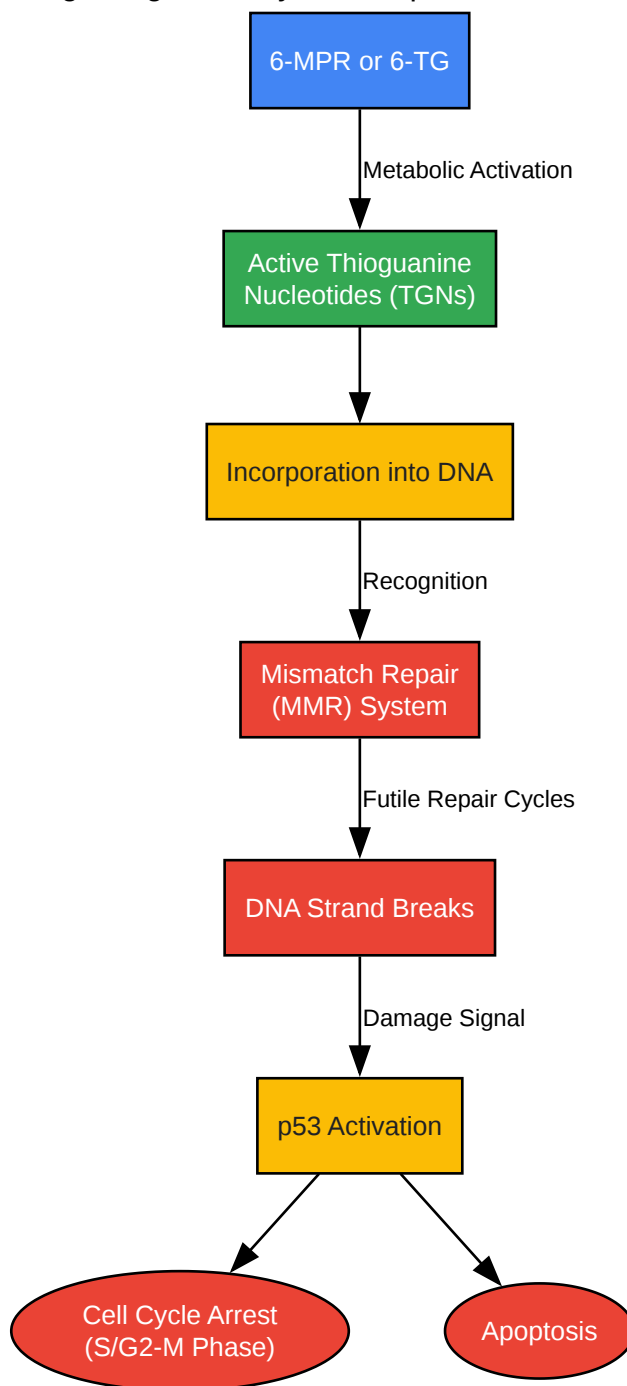 6-MPR or 6-TG
Metabolic Activation
Active Thioguanine
Nucleotides (TGNs)
Incorporation into DNA
Recognition
Mismatch Repair
(MMR) System
Futile Repair Cycles
DNA Strand Breaks
Damage Signal
p53 Activation
Cell Cycle Arrest
(S/G2-M Phase)
Apoptosis